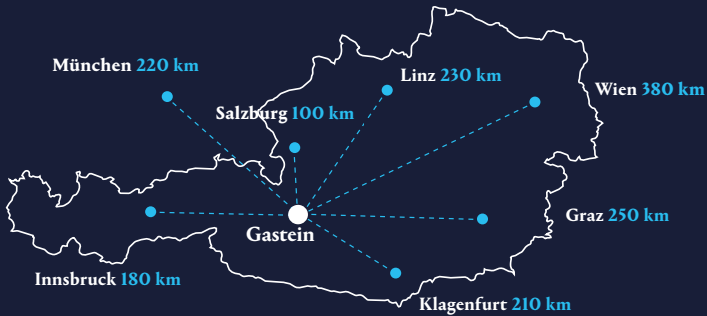 München 220 km
Linz 230 km
Wien 380 km
Salzburg 100 km
Graz 250 km
Gastein
Innsbruck 180 km
Klagenfurt 210 km